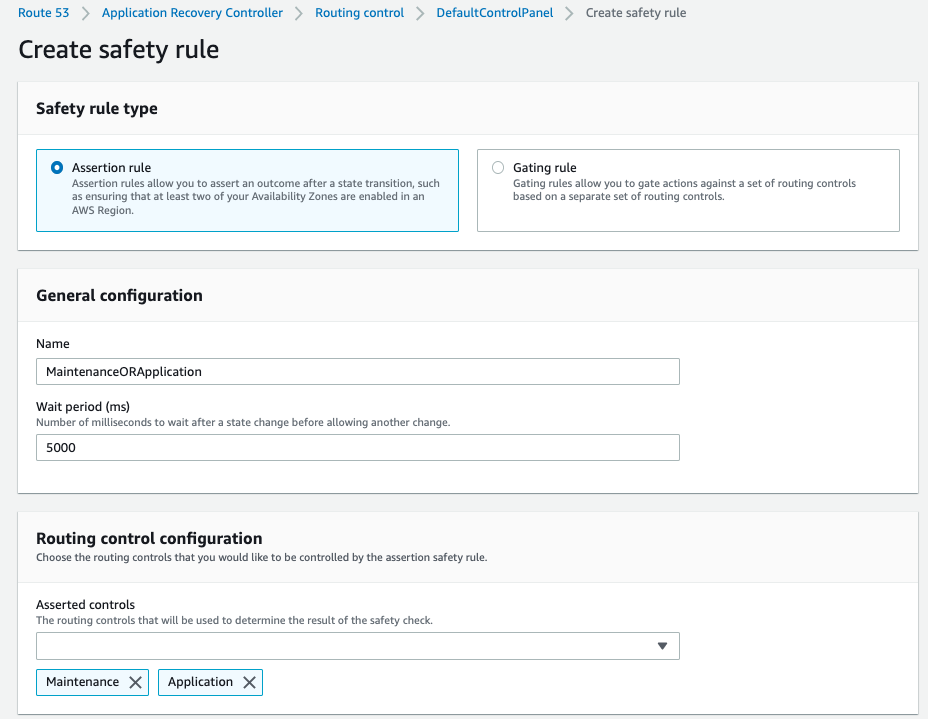 Route 53 Application Recovery Controller Routing control DefaultControlPanel Create safety rule
Create safety rule
Safety rule type
Assertion rule
Assertion rules allow you to assert an outcome after a state transition, such
as ensuring that at least two of your Availability Zones are enabled in an
AWS Region.
Gating rule
Gating rules allow you to gate actions against a set of routing controls
based on a separate set of routing controls.
General configuration
Name
MaintenanceORApplication
Wait period (ms)
Number of milliseconds to wait after a state change before allowing another change.
5000
Routing control configuration
Choose the routing controls that you would like to be controlled by the assertion safety rule.
Asserted controls
The routing controls that will be used to determine the result of the safety check.
Maintenance Application